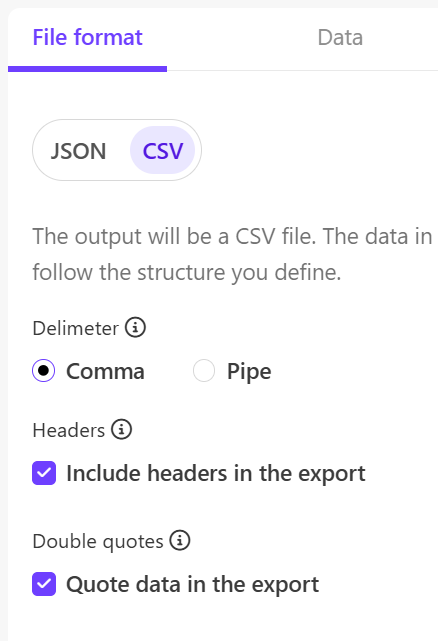 File format Data
JSON CSV
The output will be a CSV file. The data in
follow the structure you define.
Delimeter
Comma Pipe
Headers
Include headers in the export
Double quotes
Quote data in the export